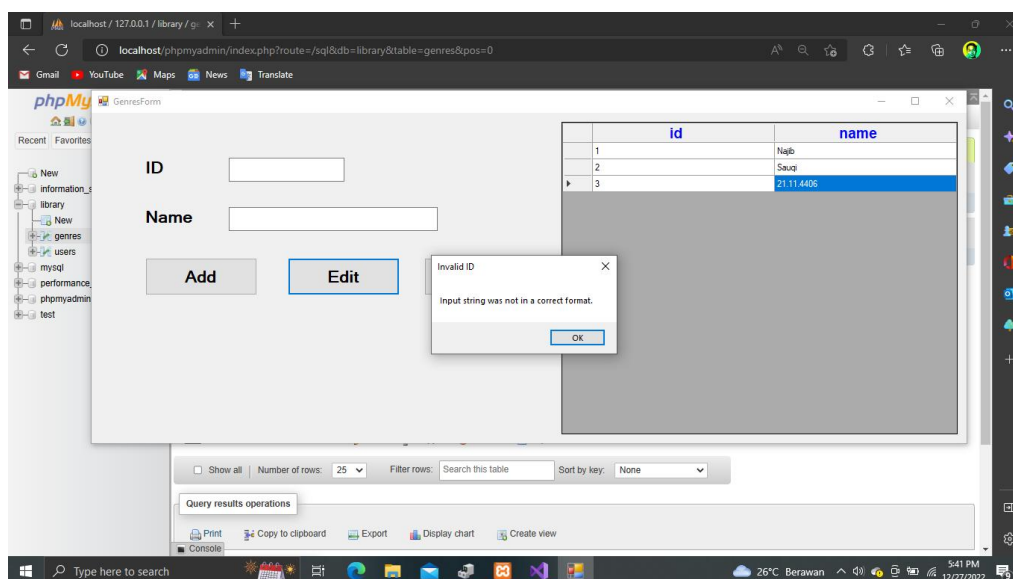 localhost / 127.0.0.1 / library / ge
localhost/phpmyadmin/index.php?route=/sql&db=library&table=genres&pos=0
Gmail YouTube Maps News Translate
phpMy
GenresForm
Recent Favorites
New
information_s
library
New
genres
users
mysql
performance_
phpmyadmin
test
ID
Name
Add Edit
id name
1 Najib
2 Sauqi
3 21.11.4406
Invalid ID
Input string was not in a correct format.
OK
Show all Number of rows: 25 Filter rows: Search this table Sort by key: None
Query results operations
Print Copy to clipboard Export Display chart Create view
Console
Type here to search
26°C Berawan
5:41 PM
12/27/2022